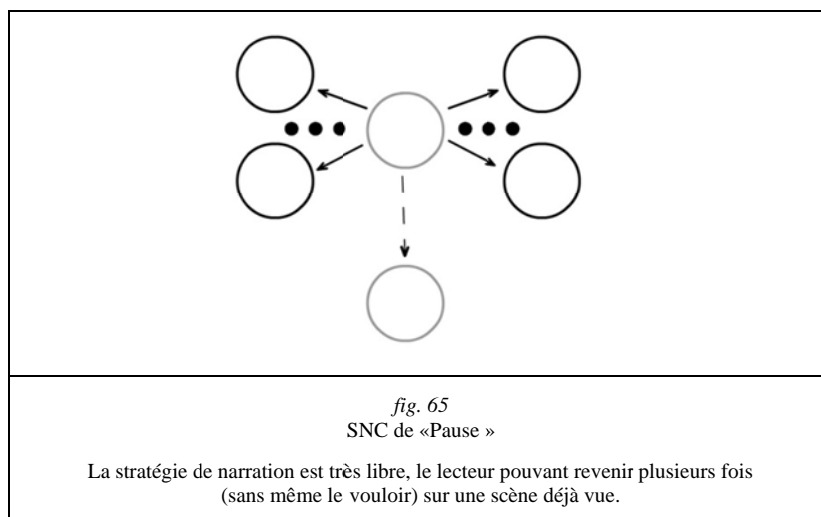 fig. 65
SNC de «Pause »
La stratégie de narration est très libre, le lecteur pouvant revenir plusieurs fois
(sans même le vouloir) sur une scène déjà vue.